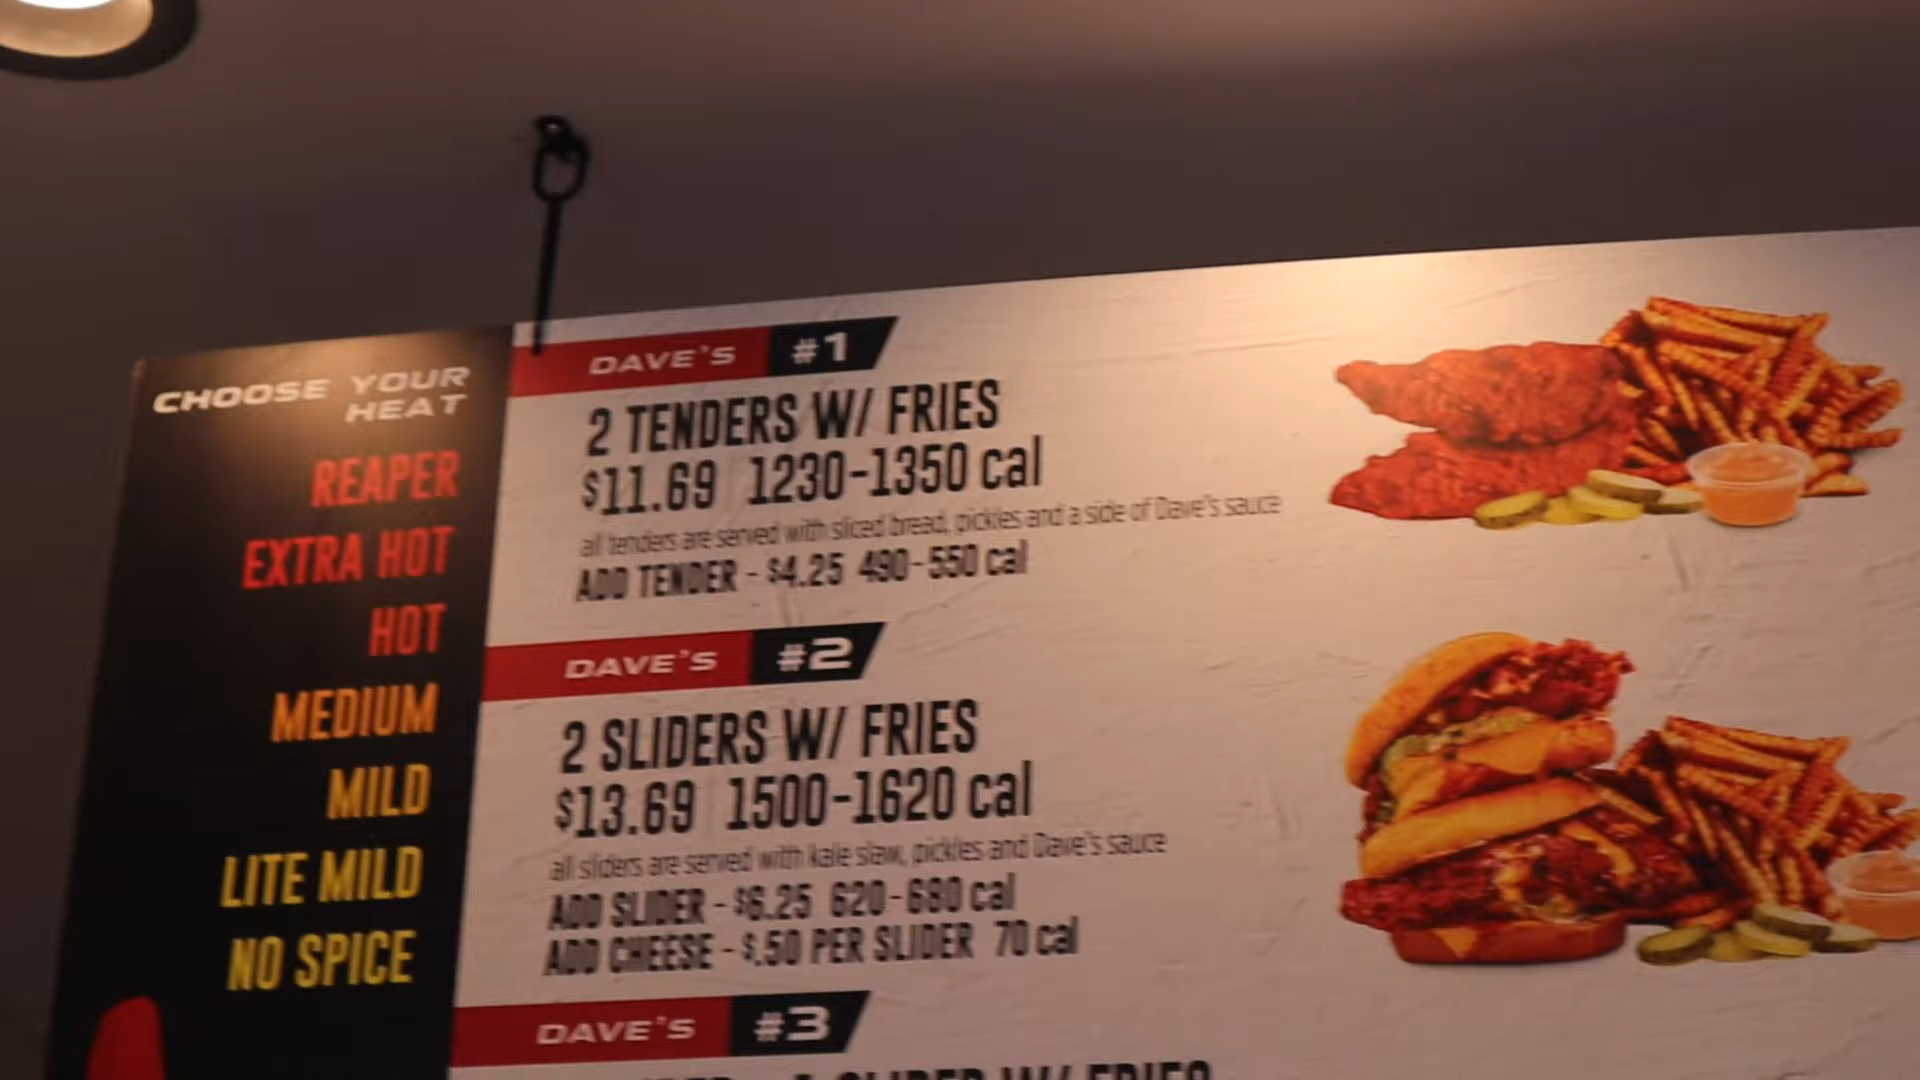 CHOOSE YOUR
HEAT
REAPER
EXTRA HOT
HOT
MEDIUM
MILD
LITE MILD
NO SPICE
DAVE'S #1
2 TENDERS W/ FRIES
$11.69 1230-1350 cal
all tenders are served with sliced bread, pickles and a side of Dave's sauce
ADD TENDER - $4.25 490-550 cal
DAVE'S #2
2 SLIDERS W/ FRIES
$13.69 1500-1620 cal
all sliders are served with kale slaw, pickles and Dave's sauce
ADD SLIDER - $6.25 620-680 cal
ADD CHEESE - $.50 PER SLIDER 70 cal
DAVE'S #3
SLIDER W/ FRIES